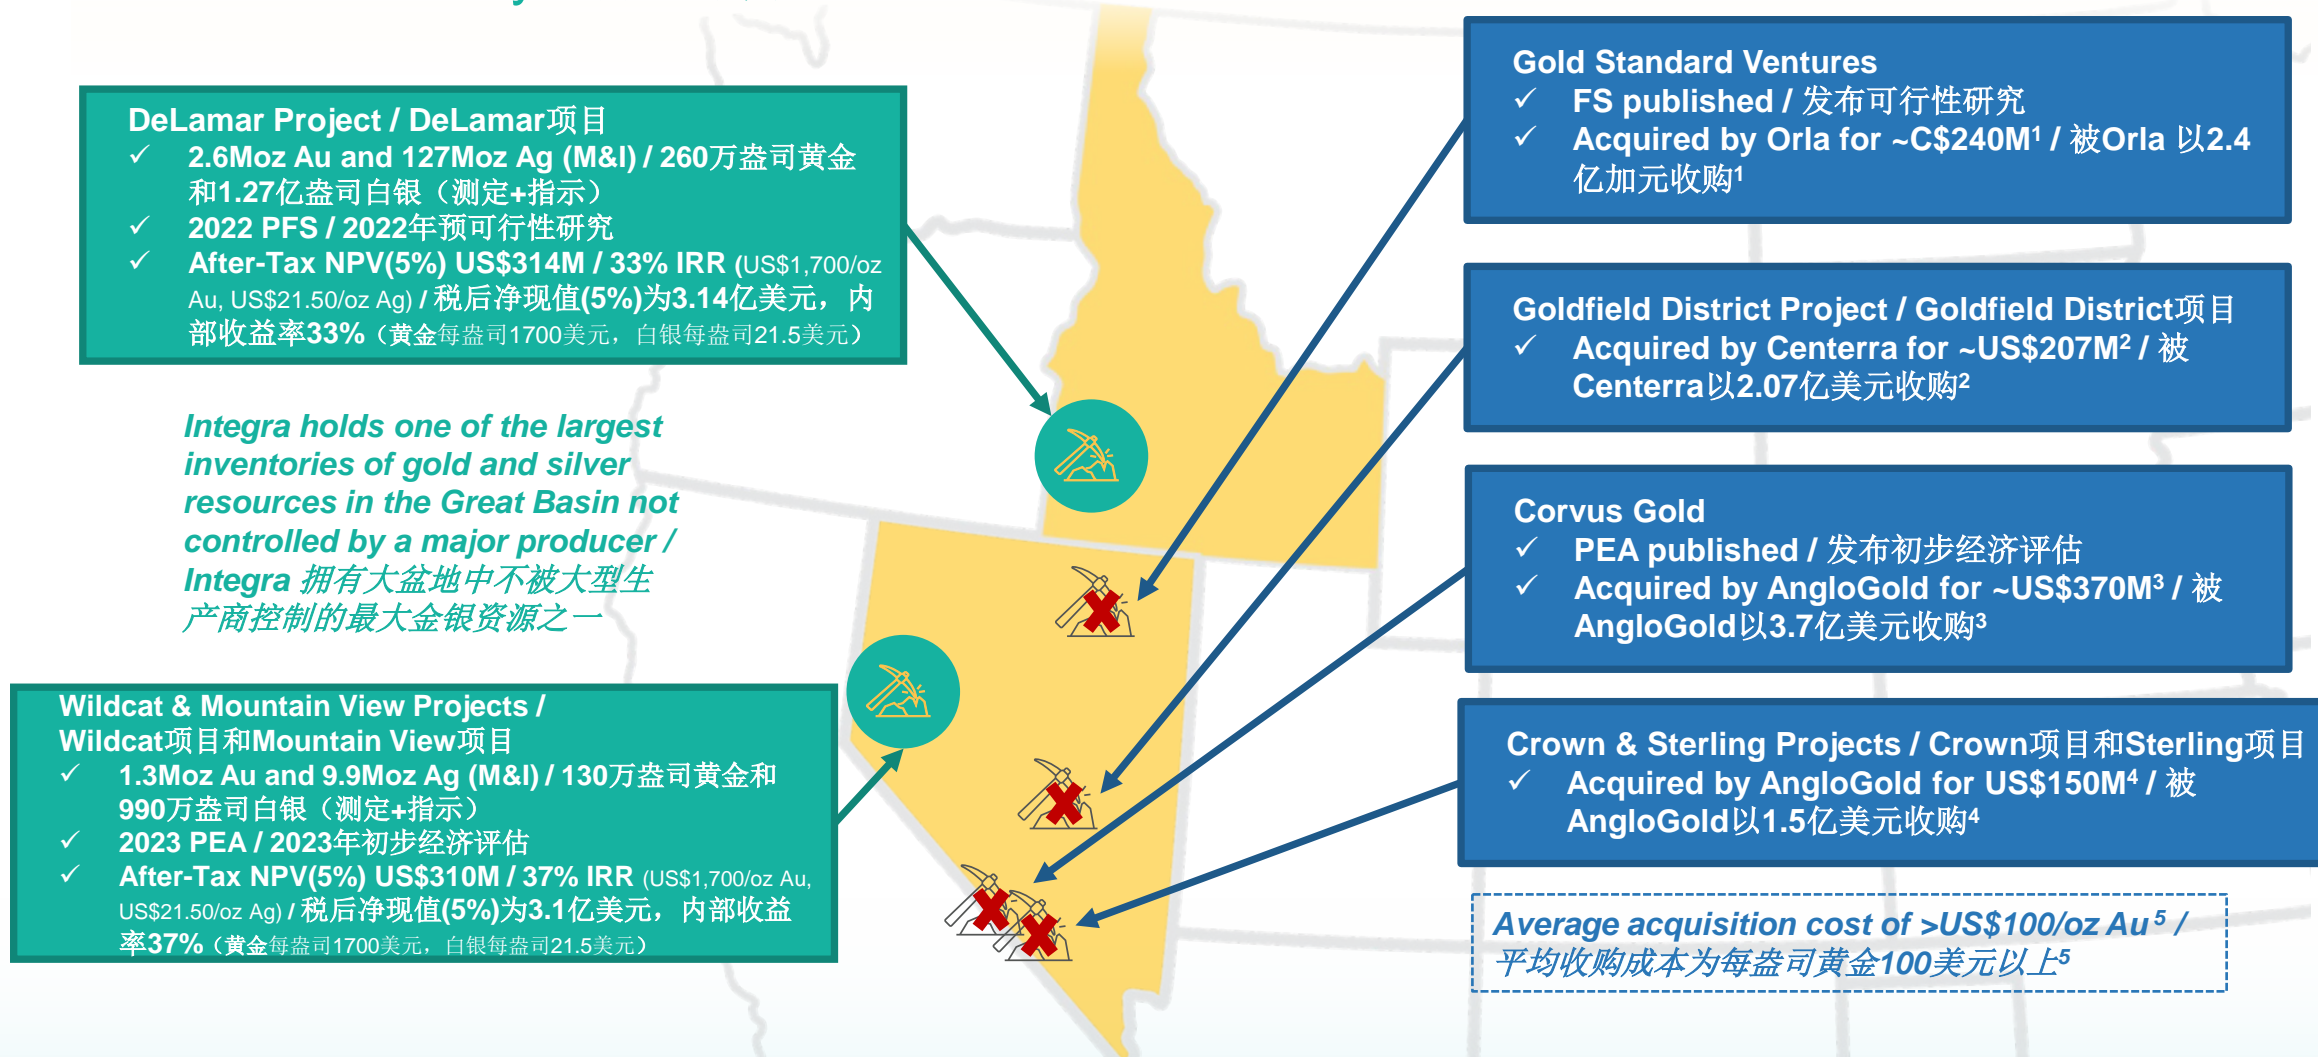 DeLamar Project / DeLamar项目
✓ 2.6Moz Au and 127Moz Ag (M&I) / 260万盎司黄金
和1.27亿盎司白银（测定+指示）
✓ 2022 PFS / 2022年预可行性研究
✓ After-Tax NPV(5%) US$314M / 33% IRR (US$1,700/oz
Au, US$21.50/oz Ag) / 税后净现值(5%)为3.14亿美元，内
部收益率33%（黄金每盎司1700美元，白银每盎司21.5美元）
Integra holds one of the largest
inventories of gold and silver
resources in the Great Basin not
controlled by a major producer /
Integra 拥有大盆地中不被大型生
产商控制的最大金银资源之一
Wildcat & Mountain View Projects /
Wildcat项目和Mountain View项目
✓ 1.3Moz Au and 9.9Moz Ag (M&I) / 130万盎司黄金和
990万盎司白银（测定+指示）
✓ 2023 PEA / 2023年初步经济评估
✓ After-Tax NPV(5%) US$310M / 37% IRR (US$1,700/oz Au,
US$21.50/oz Ag) / 税后净现值(5%)为3.1亿美元，内部收益
率37%（黄金每盎司1700美元，白银每盎司21.5美元）
Gold Standard Ventures
✓ FS published / 发布可行性研究
✓ Acquired by Orla for ~C$240M¹ / 被Orla 以2.4
亿加元收购¹
Goldfield District Project / Goldfield District项目
✓ Acquired by Centerra for ~US$207M² / 被
Centerra以2.07亿美元收购²
Corvus Gold
✓ PEA published / 发布初步经济评估
✓ Acquired by AngloGold for ~US$370M³ / 被
AngloGold以3.7亿美元收购³
Crown & Sterling Projects / Crown项目和Sterling项目
✓ Acquired by AngloGold for US$150M⁴ / 被
AngloGold以1.5亿美元收购⁴
Average acquisition cost of >US$100/oz Au ⁵ /
平均收购成本为每盎司黄金100美元以上⁵